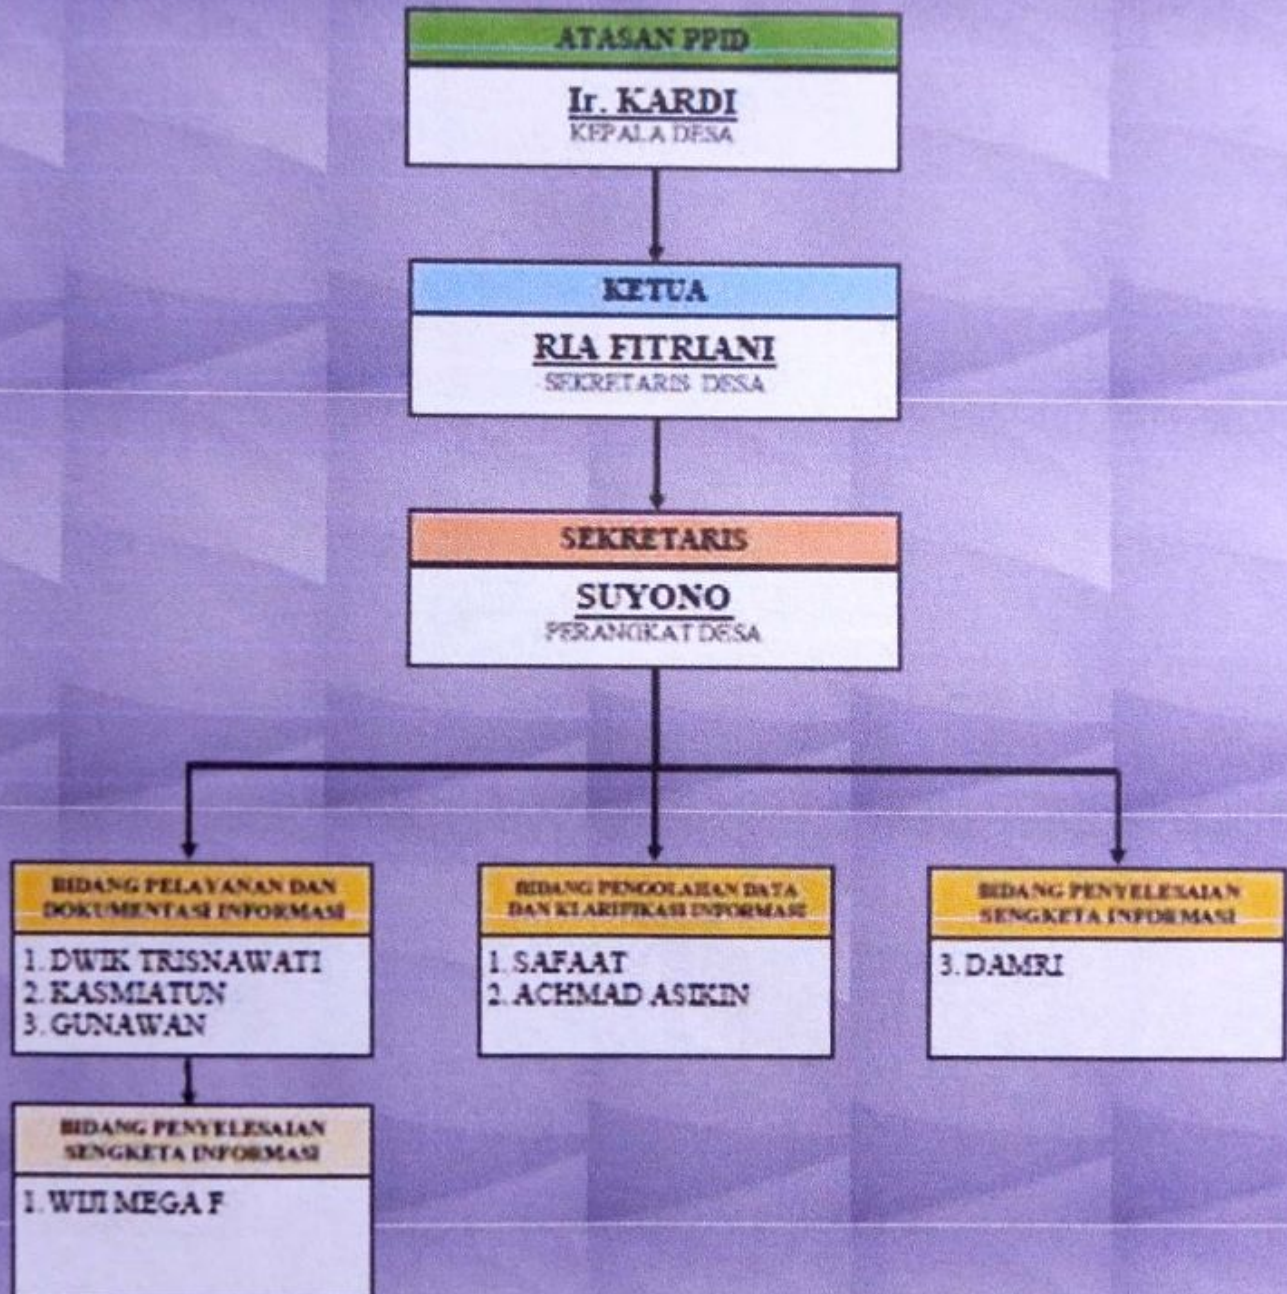 ATASAN PPID
Ir. KARDI
KEPALA DESA
KETUA
RIA FITRIANI
SEKRETARIS DESA
SEKRETARIS
SUYONO
PERANGKAT DESA
BIDANG PELAYANAN DAN
DOKUMENTASI INFORMASI
1. DWIK TRISNAWATI
2. KASMIATUN
3. GUNAWAN
BIDANG PENGOLAHAN DATA
DAN KLARIFIKASI INFORMASI
1. SAFAAT
2. ACHMAD ASIKIN
BIDANG PENYELESAIAN
SENGKETA INFORMASI
3. DAMRI
BIDANG PENYELESAIAN
SENGKETA INFORMASI
1. WIJI MEGA F